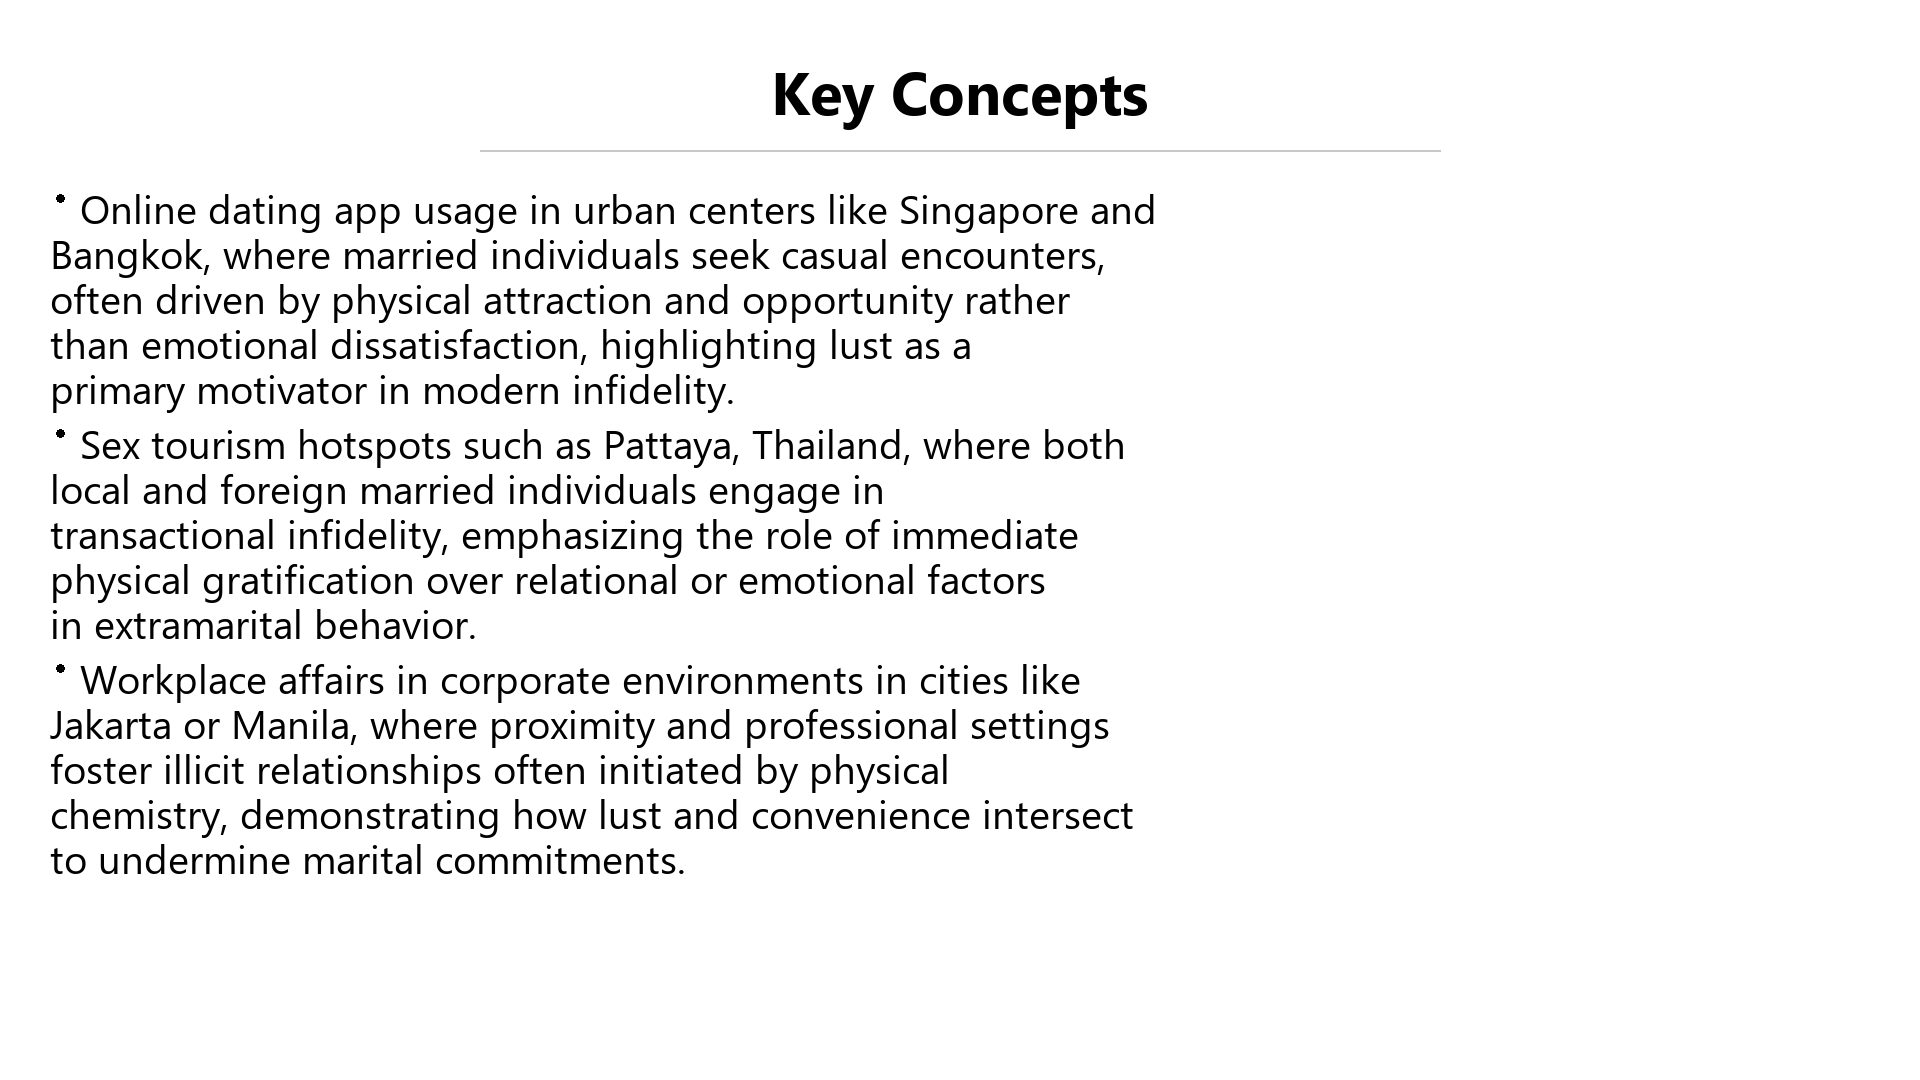 Key Concepts
• Online dating app usage in urban centers like Singapore and
Bangkok, where married individuals seek casual encounters,
often driven by physical attraction and opportunity rather
than emotional dissatisfaction, highlighting lust as a
primary motivator in modern infidelity.
• Sex tourism hotspots such as Pattaya, Thailand, where both
local and foreign married individuals engage in
transactional infidelity, emphasizing the role of immediate
physical gratification over relational or emotional factors
in extramarital behavior.
• Workplace affairs in corporate environments in cities like
Jakarta or Manila, where proximity and professional settings
foster illicit relationships often initiated by physical
chemistry, demonstrating how lust and convenience intersect
to undermine marital commitments.